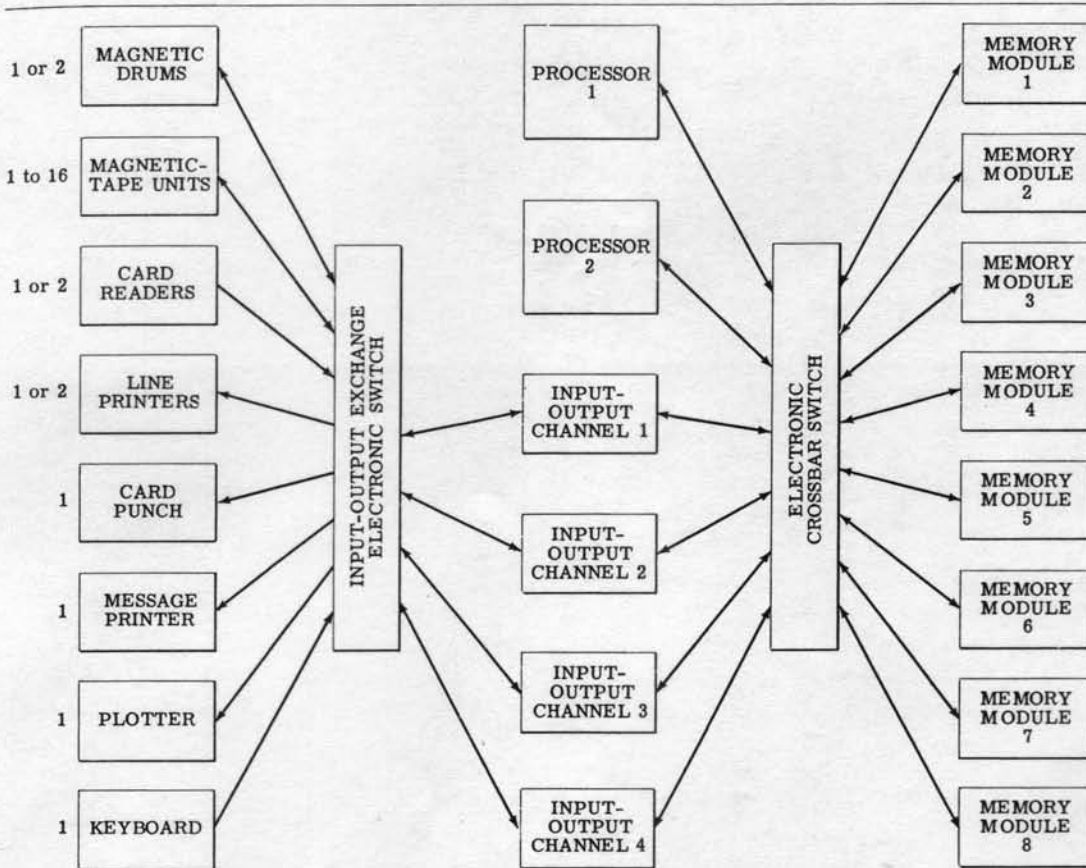 1 or 2
MAGNETIC
DRUMS
1 to 16
MAGNETIC-
TAPE UNITS
1 or 2
CARD
READERS
1 or 2
LINE
PRINTERS
1
CARD
PUNCH
1
MESSAGE
PRINTER
1
PLOTTER
1
KEYBOARD
INPUT-OUTPUT EXCHANGE
ELECTRONIC SWITCH
PROCESSOR
1
PROCESSOR
2
INPUT-
OUTPUT
CHANNEL 1
INPUT-
OUTPUT
CHANNEL 2
INPUT-
OUTPUT
CHANNEL 3
INPUT-
OUTPUT
CHANNEL 4
ELECTRONIC
CROSSBAR SWITCH
MEMORY
MODULE
1
MEMORY
MODULE
2
MEMORY
MODULE
3
MEMORY
MODULE
4
MEMORY
MODULE
5
MEMORY
MODULE
6
MEMORY
MODULE
7
MEMORY
MODULE
8